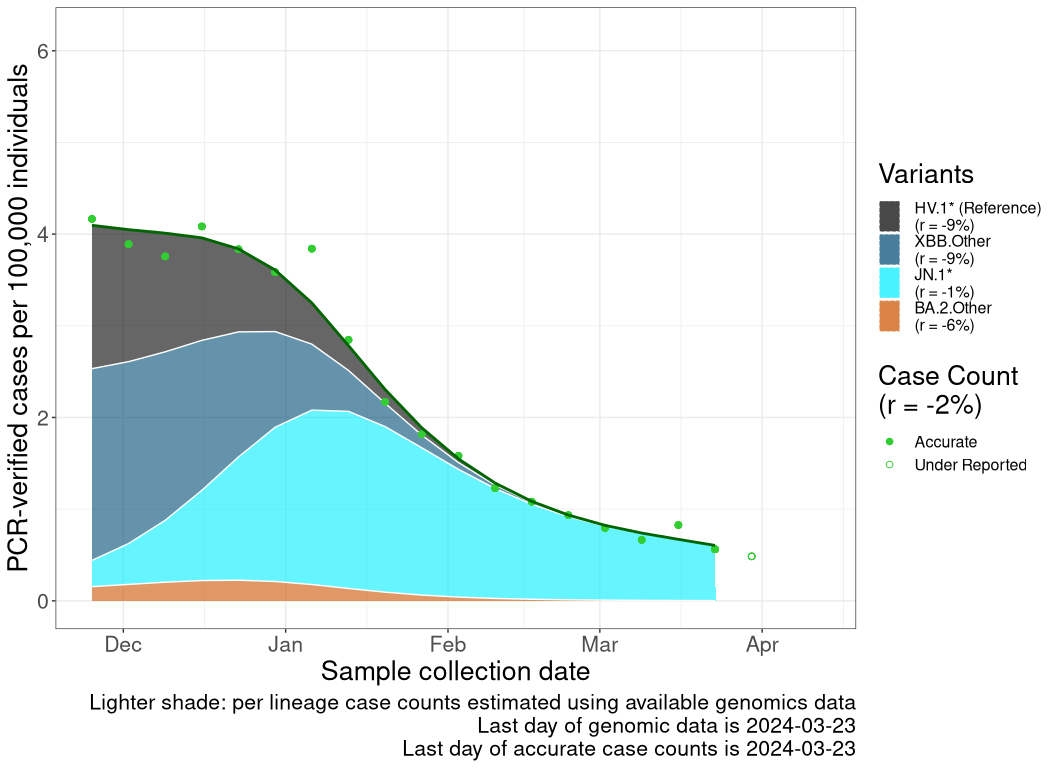 PCR-verified cases per 100,000 individuals
6
4
2
0
Dec
Jan
Feb
Mar
Apr
Sample collection date
Lighter shade: per lineage case counts estimated using available genomics data
Last day of genomic data is 2024-03-23
Last day of accurate case counts is 2024-03-23
Variants
HV.1* (Reference)
(r = -9%)
XBB.Other
(r = -9%)
JN.1*
(r = -1%)
BA.2.Other
(r = -6%)
Case Count
(r = -2%)
Accurate
Under Reported